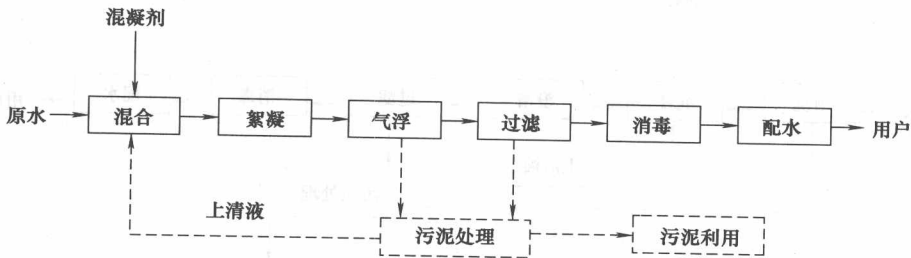 混凝剂
原水
混合
絮凝
气浮
过滤
消毒
配水
用户
上清液
污泥处理
污泥利用